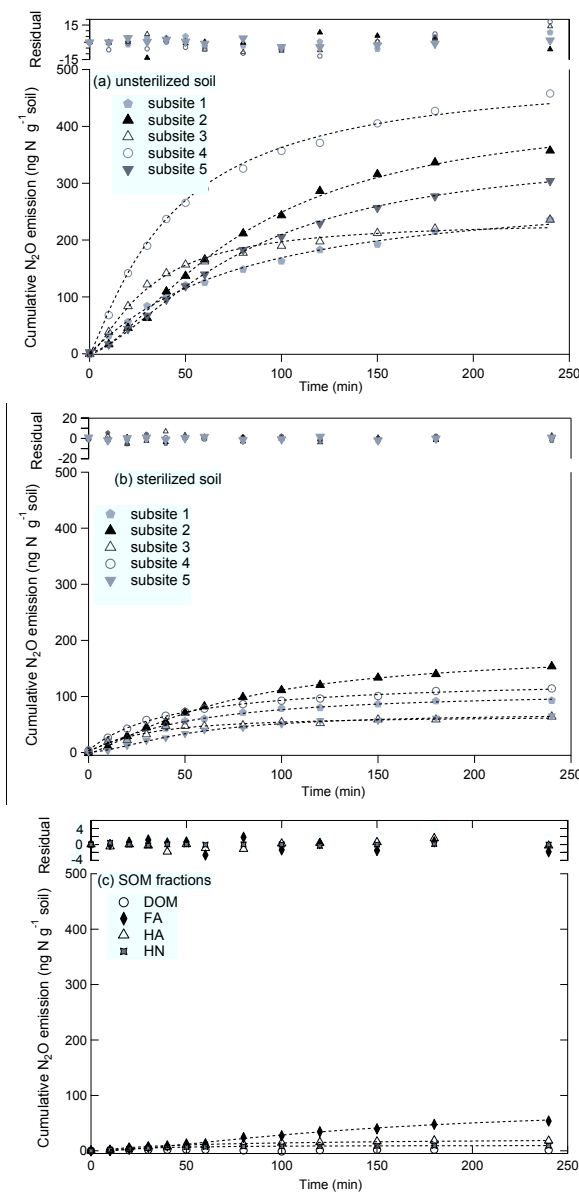 Residual
15
-15
Cumulative N2O emission (ng N g-1 soil)
500
400
300
200
100
0
(a) unsterilized soil
subsite 1
subsite 2
subsite 3
subsite 4
subsite 5
0 50 100 150 200 250
Time (min)
Residual
20
0
-20
Cumulative N2O emission (ng N g-1 soil)
500
400
300
200
100
0
(b) sterilized soil
subsite 1
subsite 2
subsite 3
subsite 4
subsite 5
0 50 100 150 200 250
Time (min)
Residual
4
0
-4
Cumulative N2O emission (ng N g-1 soil)
500
400
300
200
100
0
(c) SOM fractions
DOM
FA
HA
HN
0 50 100 150 200 250
Time (min)